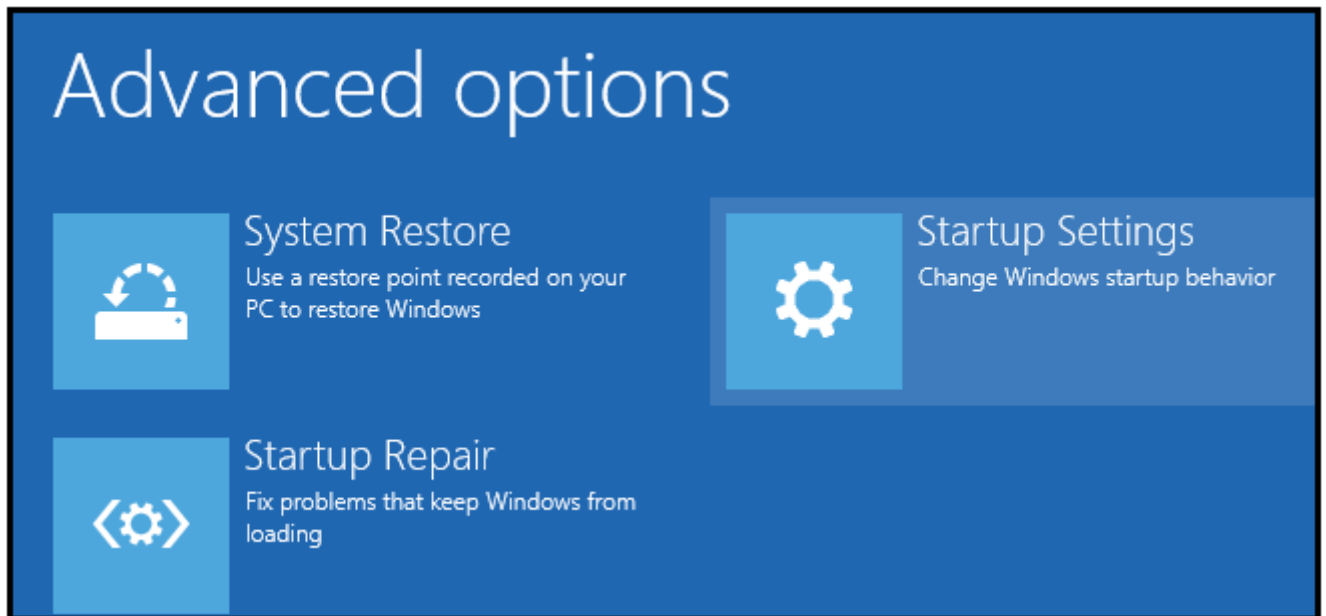 Advanced options
System Restore
Use a restore point recorded on your
PC to restore Windows
Startup Settings
Change Windows startup behavior
Startup Repair
Fix problems that keep Windows from
loading